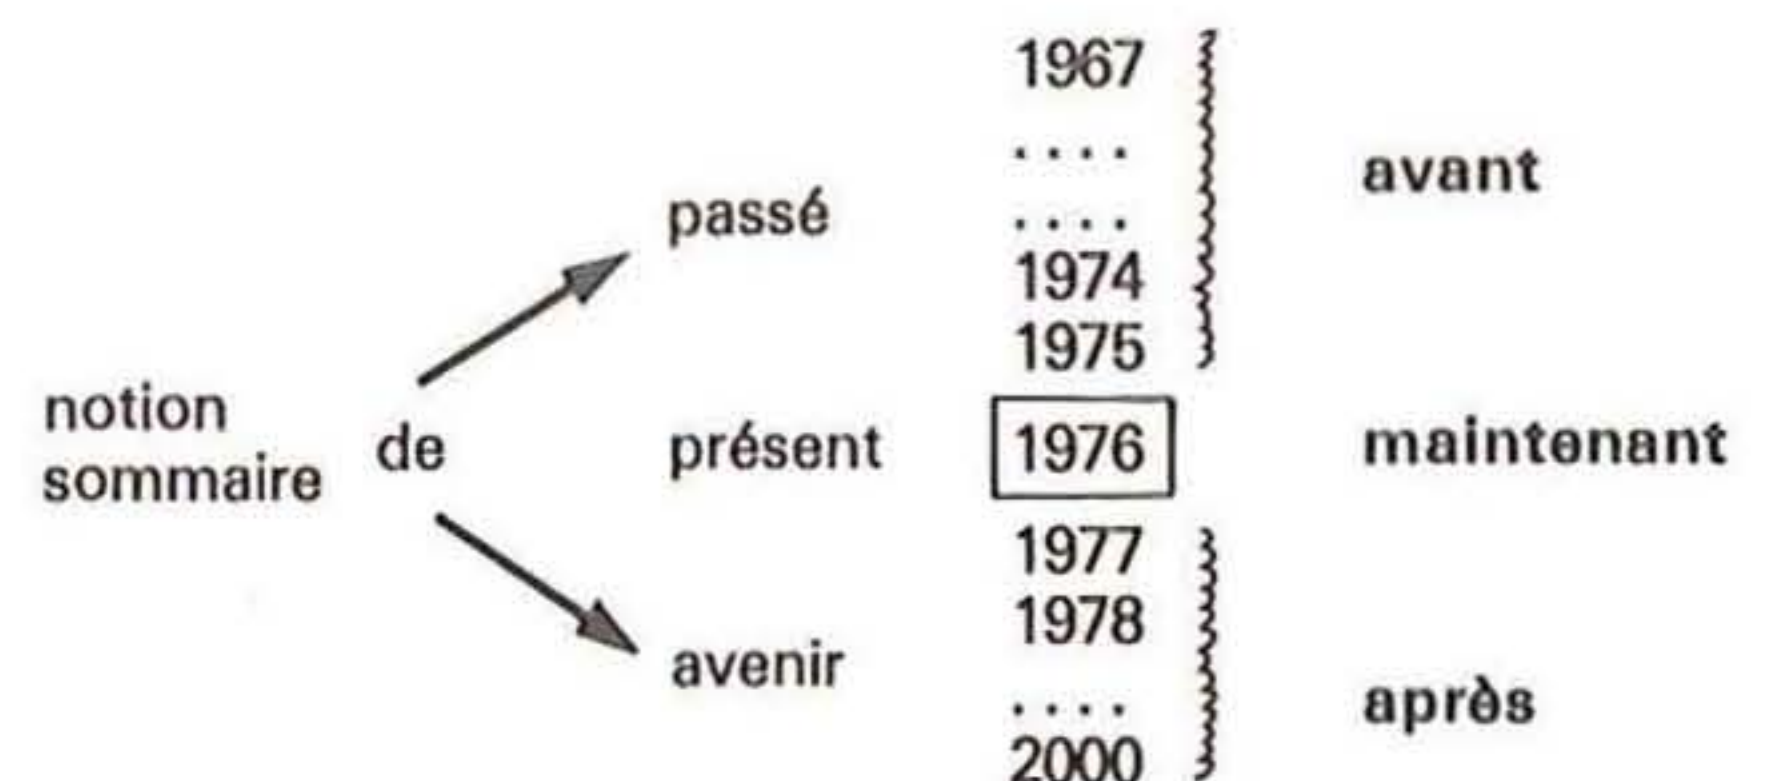 1967
. . . .
avant
passé
. . . .
1974
1975
notion
sommaire
de
présent
1976
maintenant
1977
1978
avenir
. . . .
après
2000